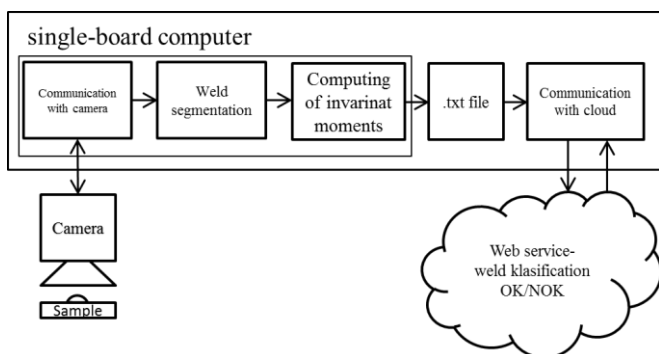 single-board computer
Communication
with camera
Weld
segmentation
Computing
of invarinat
moments
.txt file
Communication
with cloud
Camera
Sample
Web service-
weld klasification
OK/NOK